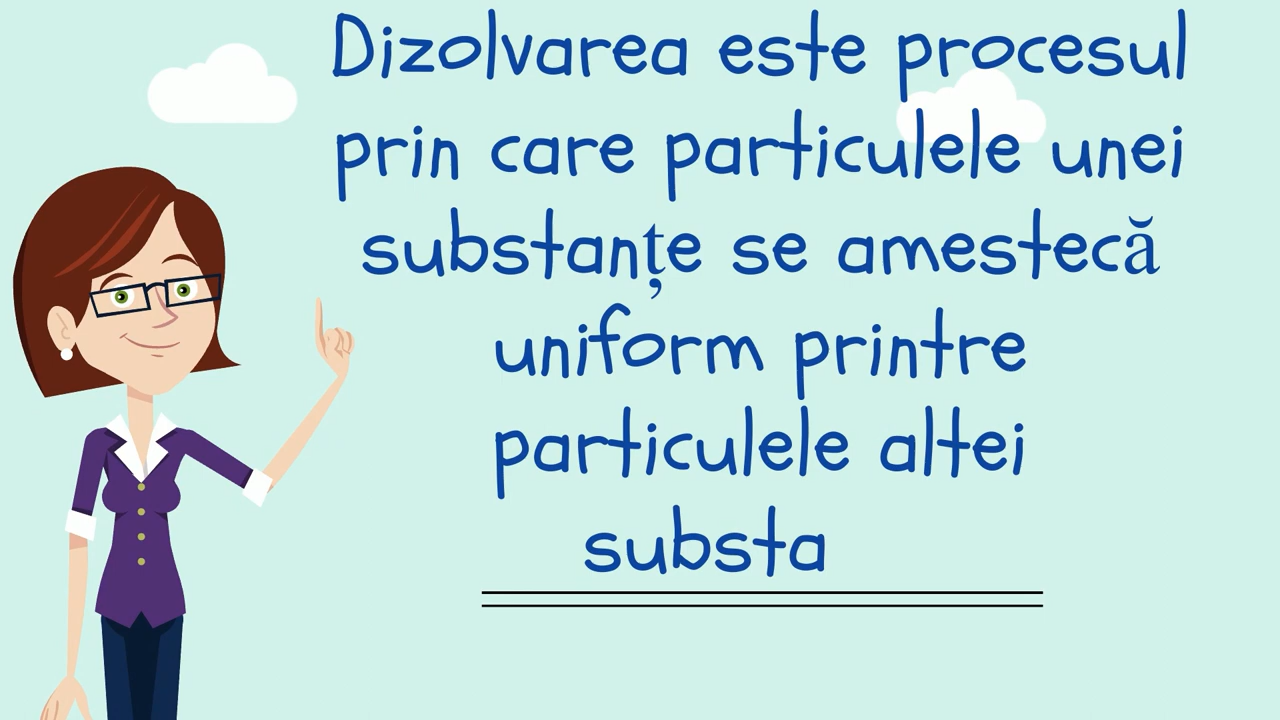 Dizolvarea este procesul
prin care particulele unei
substanțe se amestecă
uniform printre
particulele altei
substa